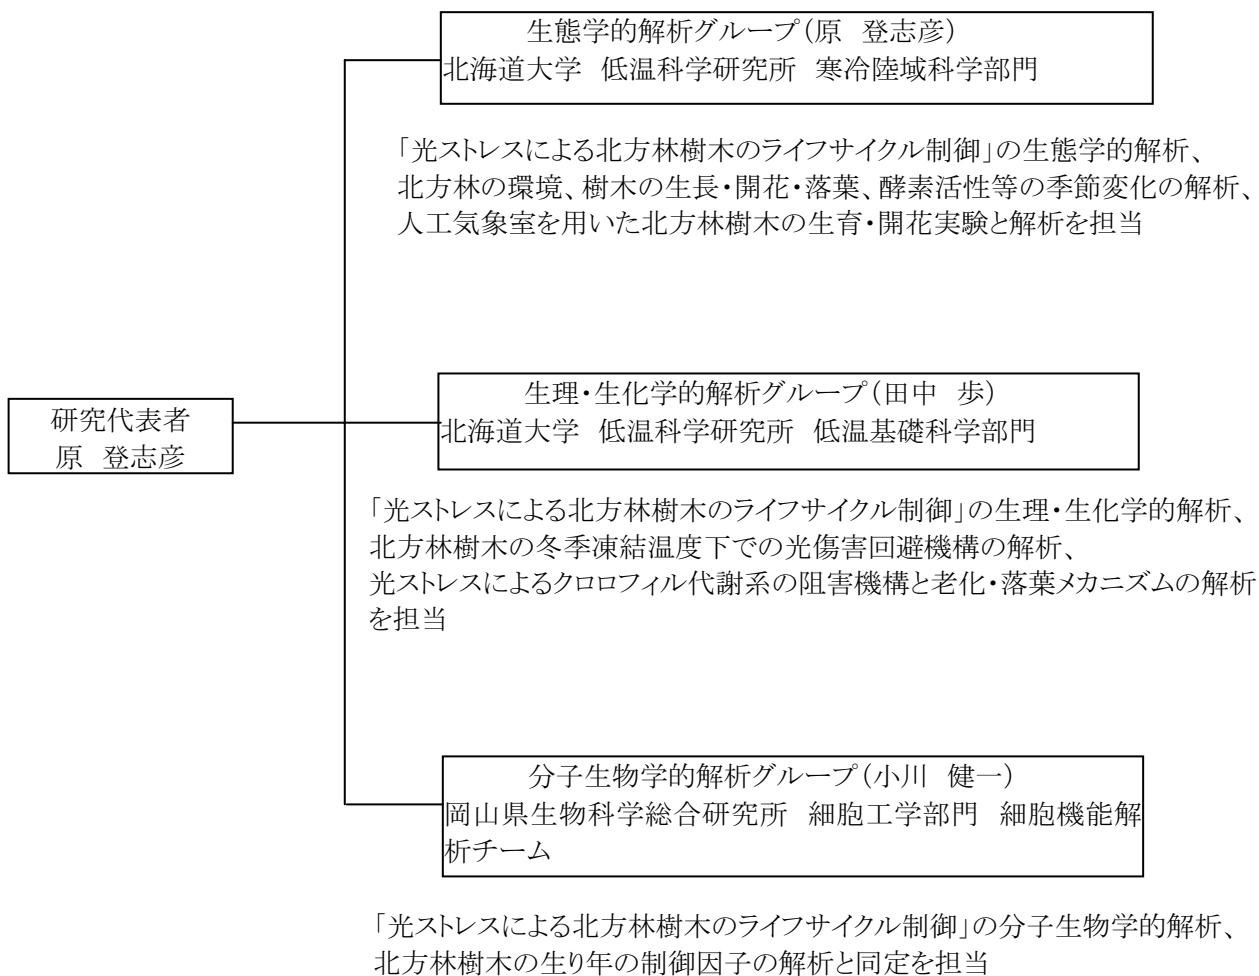 生態学的解析グループ(原 登志彦)
北海道大学 低温科学研究所 寒冷陸域科学部門
「光ストレスによる北方林樹木のライフサイクル制御」の生態学的解析、
北方林の環境、樹木の生長・開花・落葉、酵素活性等の季節変化の解析、
人工気象室を用いた北方林樹木の生育・開花実験と解析を担当
研究代表者
原 登志彦
生理・生化学的解析グループ(田中 歩)
北海道大学 低温科学研究所 低温基礎科学部門
「光ストレスによる北方林樹木のライフサイクル制御」の生理・生化学的解析、
北方林樹木の冬季凍結温度下での光傷害回避機構の解析、
光ストレスによるクロロフィル代謝系の阻害機構と老化・落葉メカニズムの解析
を担当
分子生物学的解析グループ(小川 健一)
岡山県生物科学総合研究所 細胞工学部門 細胞機能解
析チーム
「光ストレスによる北方林樹木のライフサイクル制御」の分子生物学的解析、
北方林樹木の生り年の制御因子の解析と同定を担当